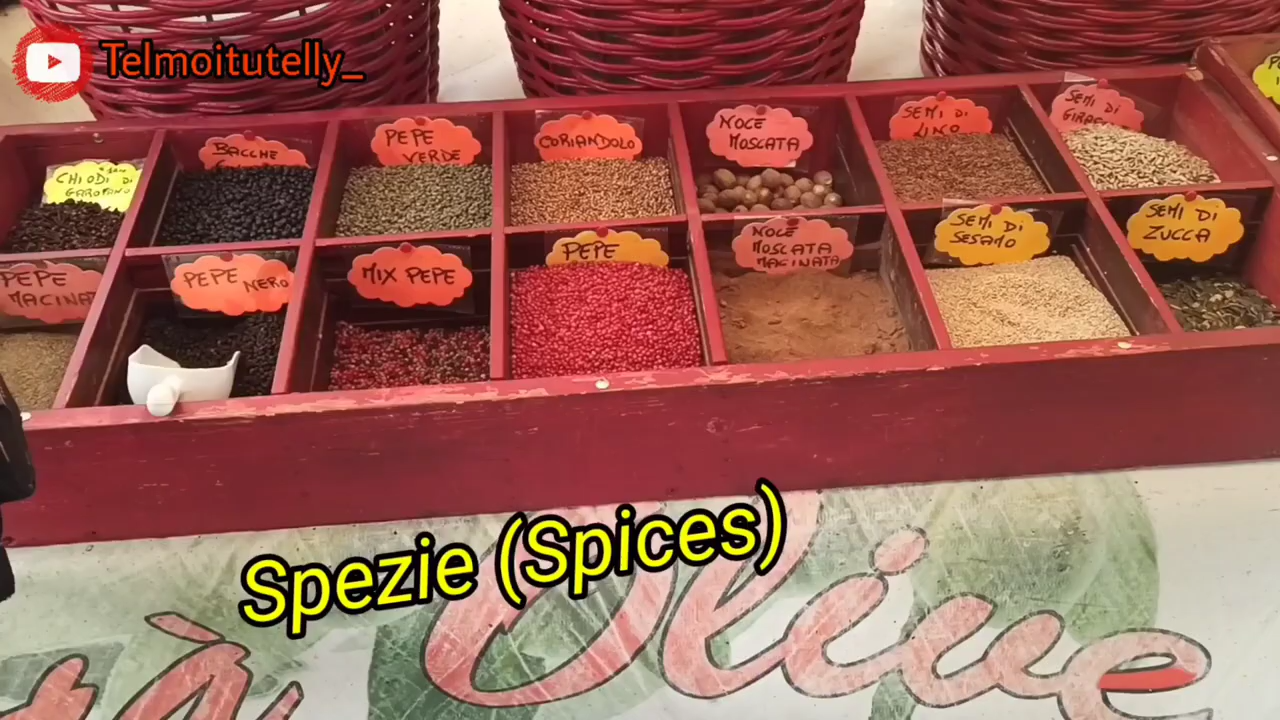 Telmoitutelly_
CHIODI DI
GAROFANO
BACCHE
PEPE
VERDE
CORIANDOLO
NOCE
MOSCATA
SEMI DI
LINO
SEMI DI
PEPE
PEPE NERO
MIX PEPE
PEPE
NOCE
MOSCATA
MACINATA
SEMI DI
SESAMO
SEMI DI
ZUCCA
Spezie (Spices)
Olive